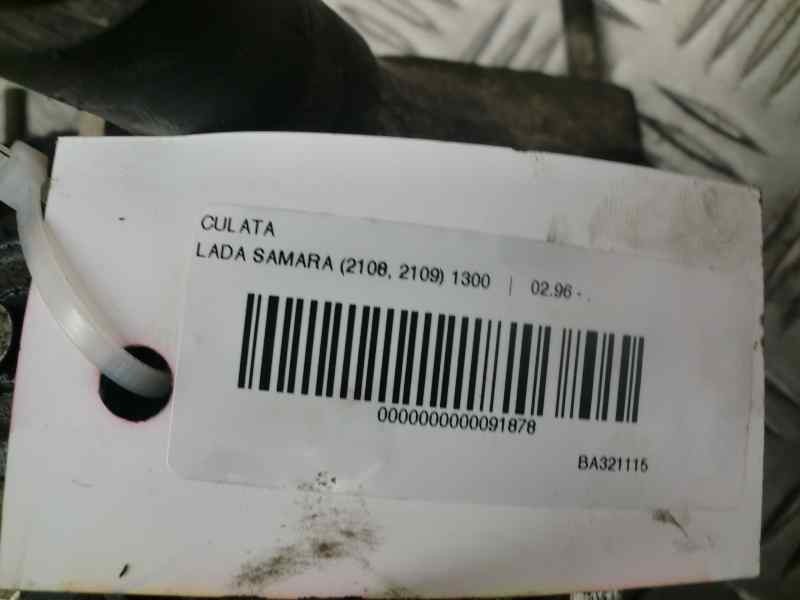 CULATA
LADA SAMARA (2108, 2109) 1300 | 02.96 - .
0000000000091878
BA321115